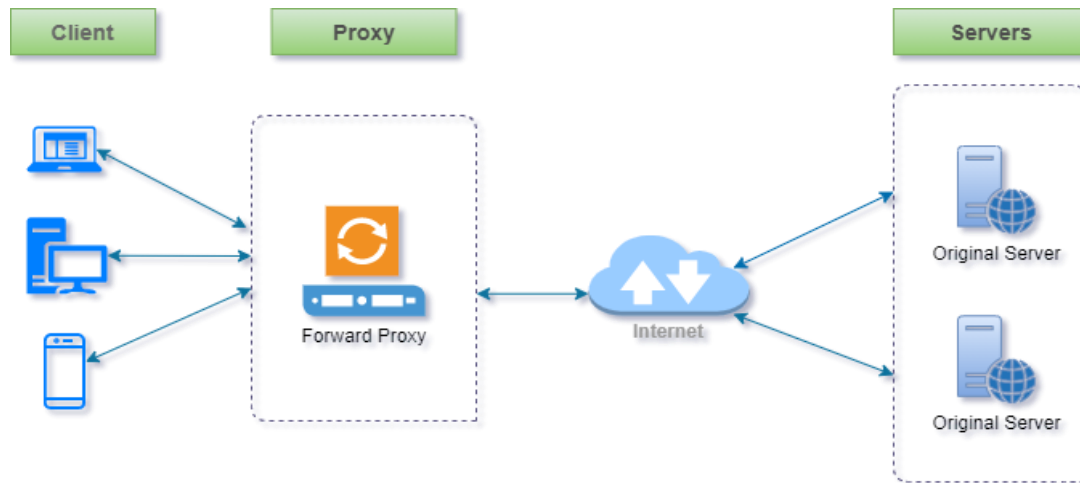 Client
Proxy
Servers
Original Server
Forward Proxy
Internet
Original Server